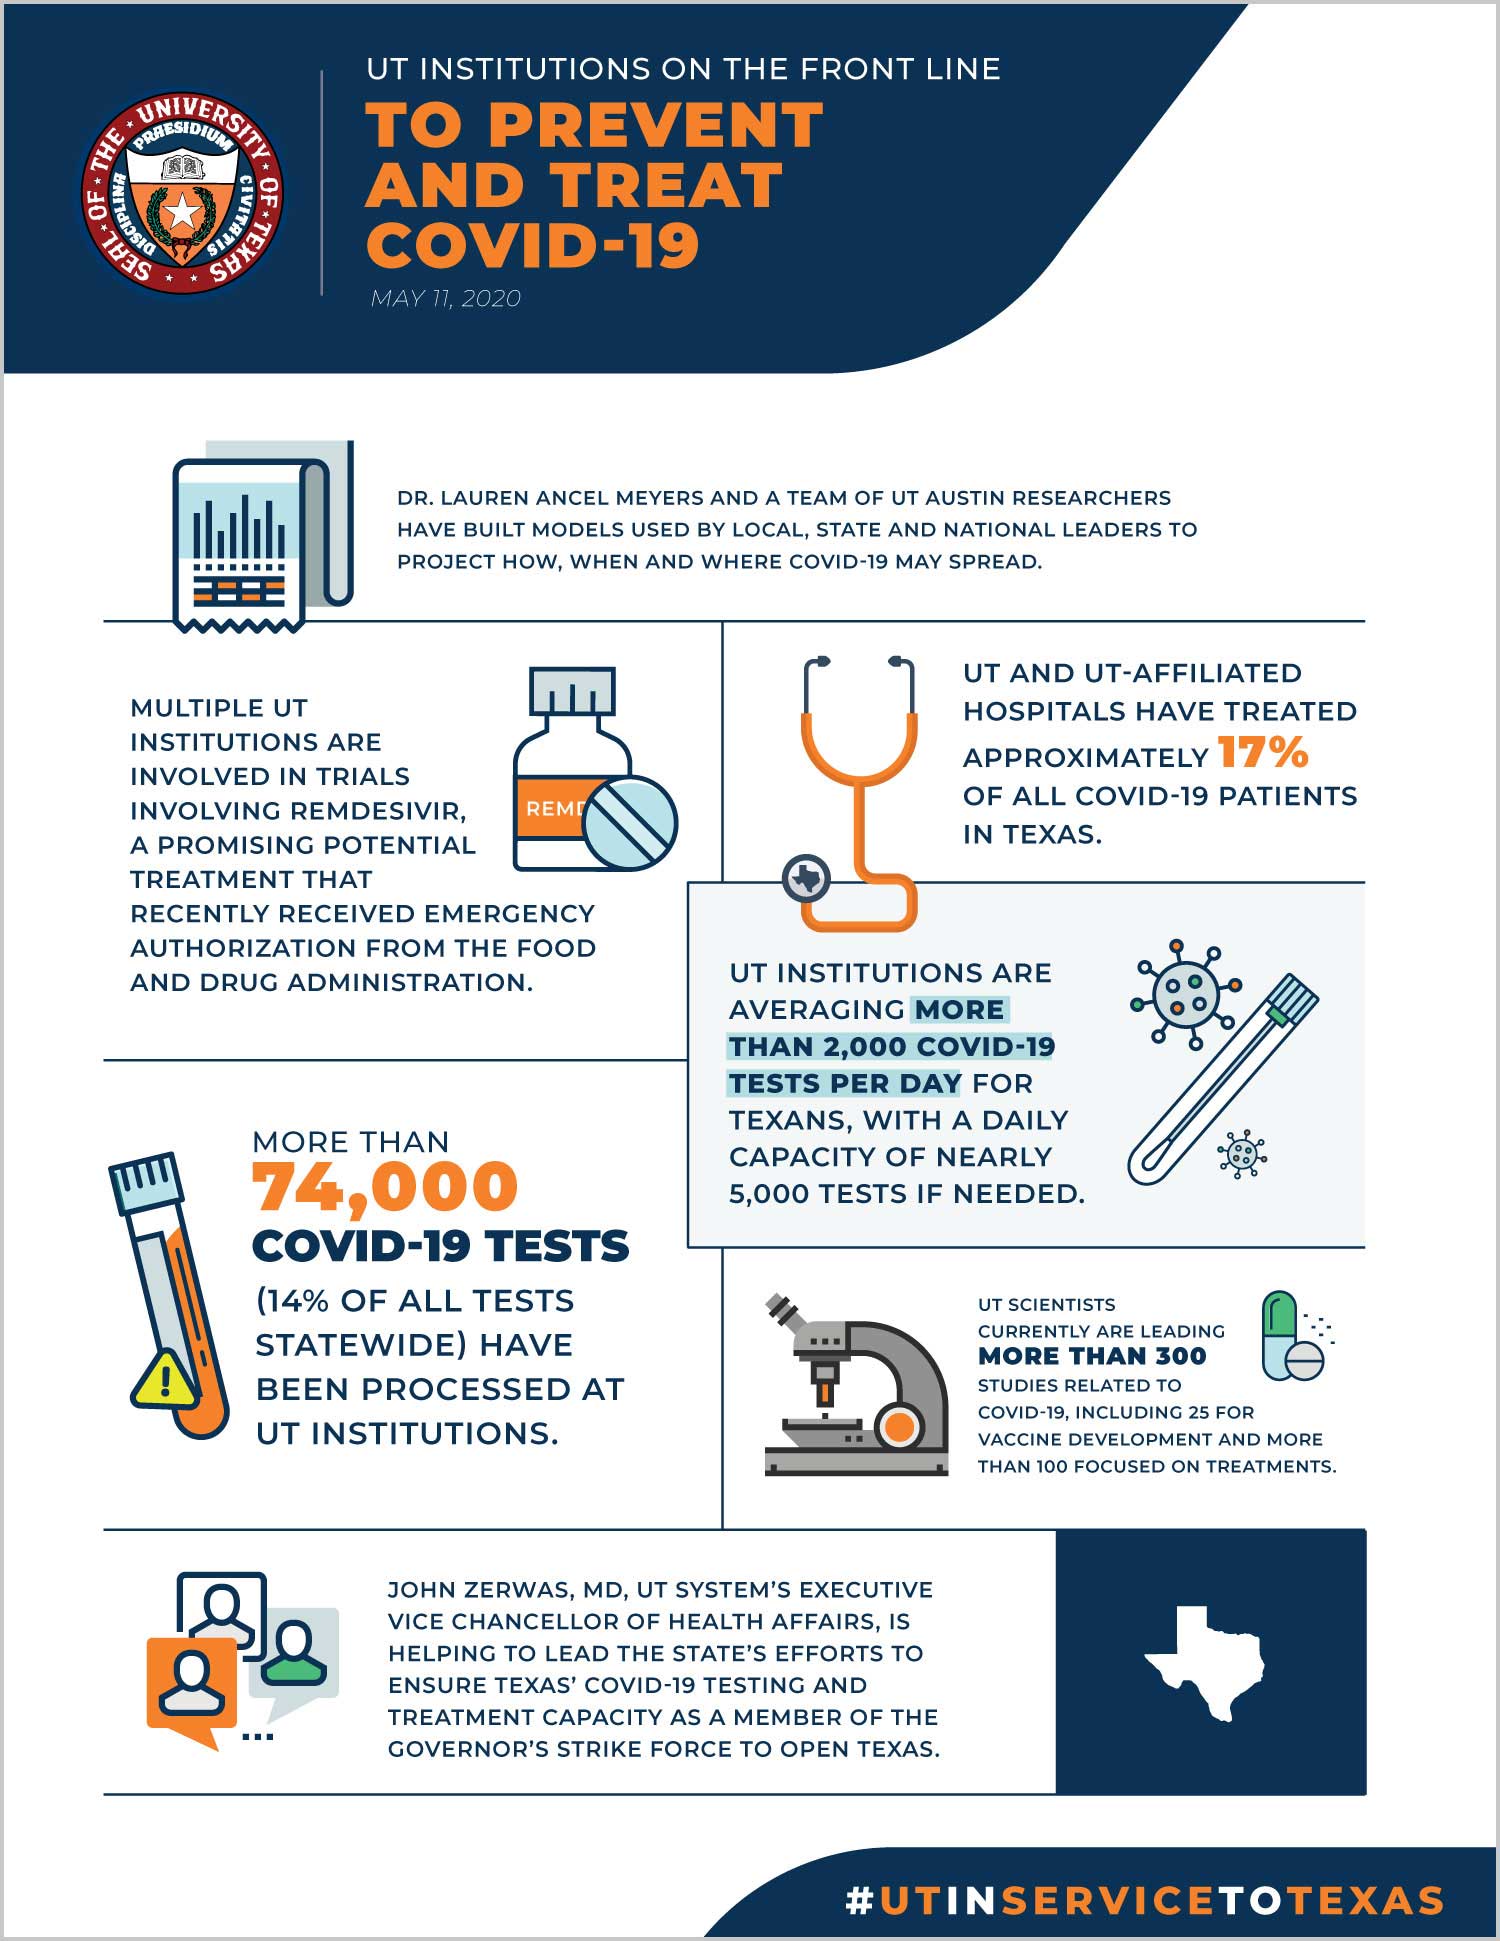 SEAL OF THE UNIVERSITY OF TEXAS
PRAESIDIUM
DISCIPLINA
CIVITATIS
UT INSTITUTIONS ON THE FRONT LINE
TO PREVENT
AND TREAT
COVID-19
MAY 11, 2020
DR. LAUREN ANCEL MEYERS AND A TEAM OF UT AUSTIN RESEARCHERS
HAVE BUILT MODELS USED BY LOCAL, STATE AND NATIONAL LEADERS TO
PROJECT HOW, WHEN AND WHERE COVID-19 MAY SPREAD.
MULTIPLE UT
INSTITUTIONS ARE
INVOLVED IN TRIALS
INVOLVING REMDESIVIR,
A PROMISING POTENTIAL
TREATMENT THAT
RECENTLY RECEIVED EMERGENCY
AUTHORIZATION FROM THE FOOD
AND DRUG ADMINISTRATION.
REMD
UT AND UT-AFFILIATED
HOSPITALS HAVE TREATED
APPROXIMATELY 17%
OF ALL COVID-19 PATIENTS
IN TEXAS.
UT INSTITUTIONS ARE
AVERAGING MORE
THAN 2,000 COVID-19
TESTS PER DAY FOR
TEXANS, WITH A DAILY
CAPACITY OF NEARLY
5,000 TESTS IF NEEDED.
MORE THAN
74,000
COVID-19 TESTS
(14% OF ALL TESTS
STATEWIDE) HAVE
BEEN PROCESSED AT
UT INSTITUTIONS.
UT SCIENTISTS
CURRENTLY ARE LEADING
MORE THAN 300
STUDIES RELATED TO
COVID-19, INCLUDING 25 FOR
VACCINE DEVELOPMENT AND MORE
THAN 100 FOCUSED ON TREATMENTS.
JOHN ZERWAS, MD, UT SYSTEM'S EXECUTIVE
VICE CHANCELLOR OF HEALTH AFFAIRS, IS
HELPING TO LEAD THE STATE'S EFFORTS TO
ENSURE TEXAS' COVID-19 TESTING AND
TREATMENT CAPACITY AS A MEMBER OF THE
GOVERNOR'S STRIKE FORCE TO OPEN TEXAS.
#UTINSERVICETOTEXAS